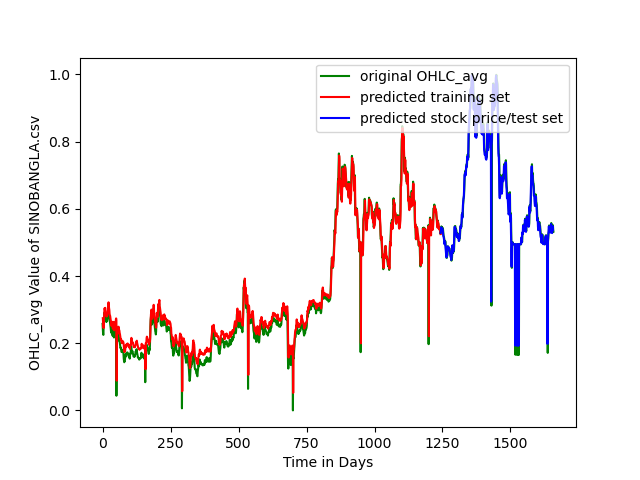 original OHLC_avg
predicted training set
predicted stock price/test set
OHLC_avg Value of SINOBANGLA.csv
1.0
0.8
0.6
0.4
0.2
0.0
0 250 500 750 1000 1250 1500
Time in Days